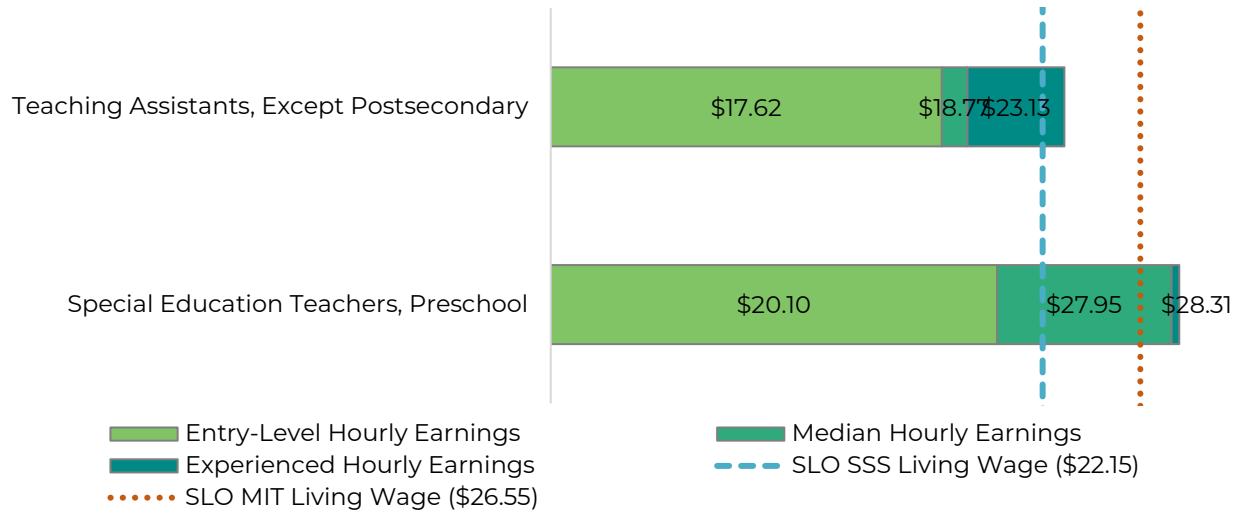 Teaching Assistants, Except Postsecondary
$17.62
$18.77
$23.13
Special Education Teachers, Preschool
$20.10
$27.95
$28.31
Entry-Level Hourly Earnings
Median Hourly Earnings
Experienced Hourly Earnings
SLO SSS Living Wage ($22.15)
SLO MIT Living Wage ($26.55)